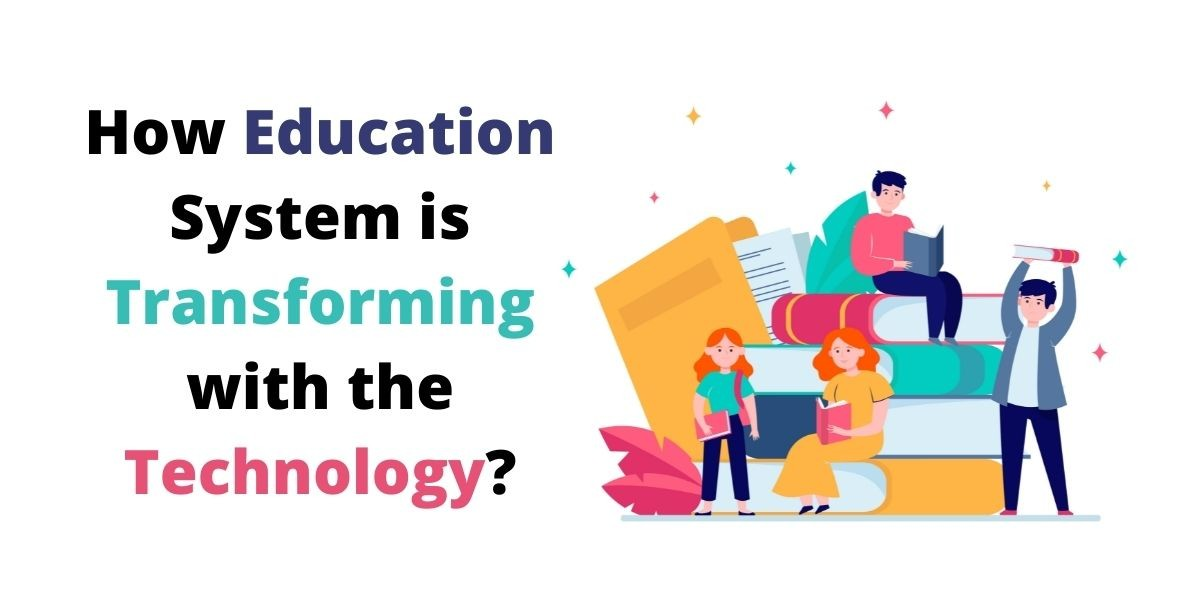 How Education
System is
Transforming
with the
Technology?